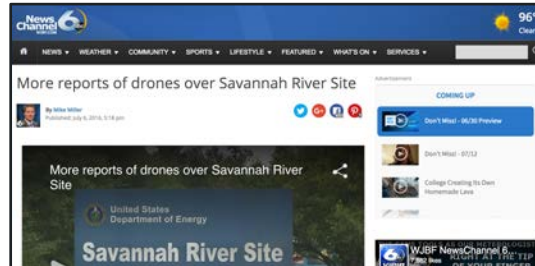 News
Channel 6
96°
Clear
NEWS WEATHER COMMUNITY SPORTS LIFESTYLE FEATURED WHAT'S ON SERVICES
More reports of drones over Savannah River Site
By Mike Miller
Published: July 6, 2016, 5:18 pm
Advertisement
COMING UP
Don't Miss! - 06/30 Preview
Don't Miss! - 07/12
College Creating Its Own
Homemade Lava
More reports of drones over Savannah River
Site
United States
Department of Energy
Savannah River Site
WJBF NewsChannel 6...
RIGHT AT THE TIP
OF YOUR FINGER